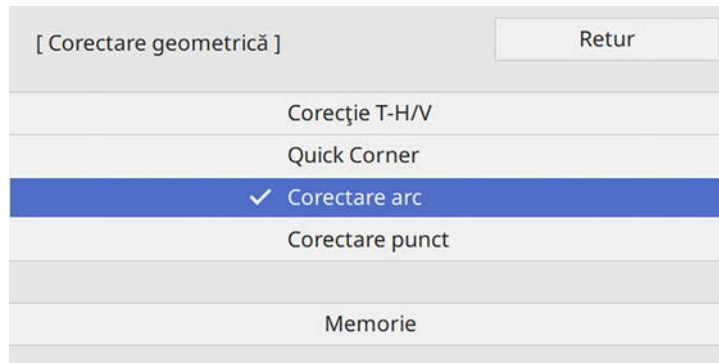 [ Corectare geometrică ]
Retur
Corecţie T-H/V
Quick Corner
Corectare arc
Corectare punct
Memorie